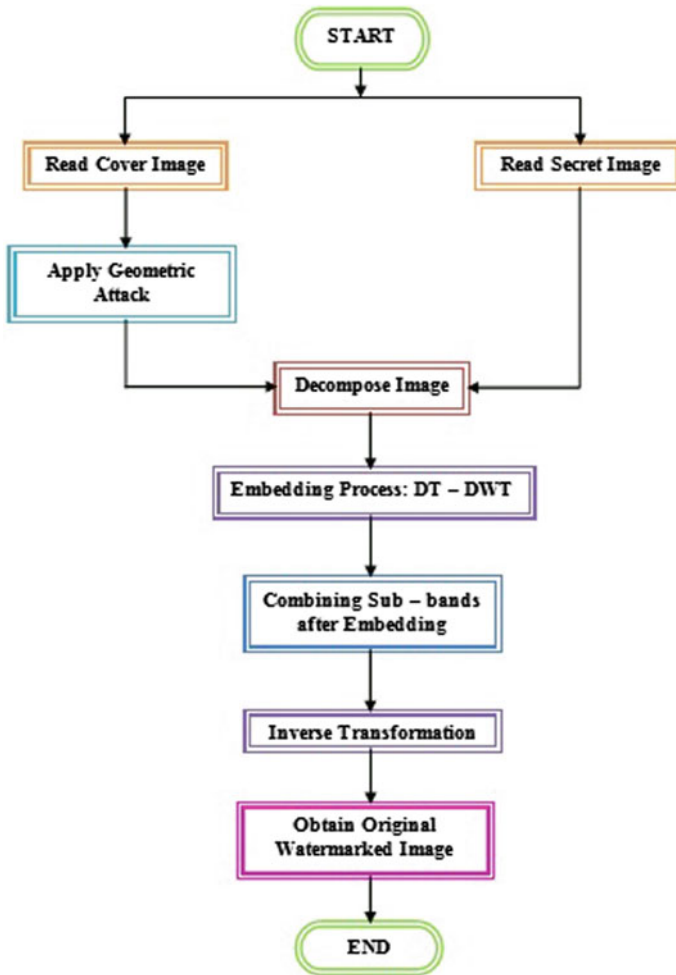 START
Read Cover Image
Read Secret Image
Apply Geometric
Attack
Decompose Image
Embedding Process: DT – DWT
Combining Sub – bands
after Embedding
Inverse Transformation
Obtain Original
Watermarked Image
END